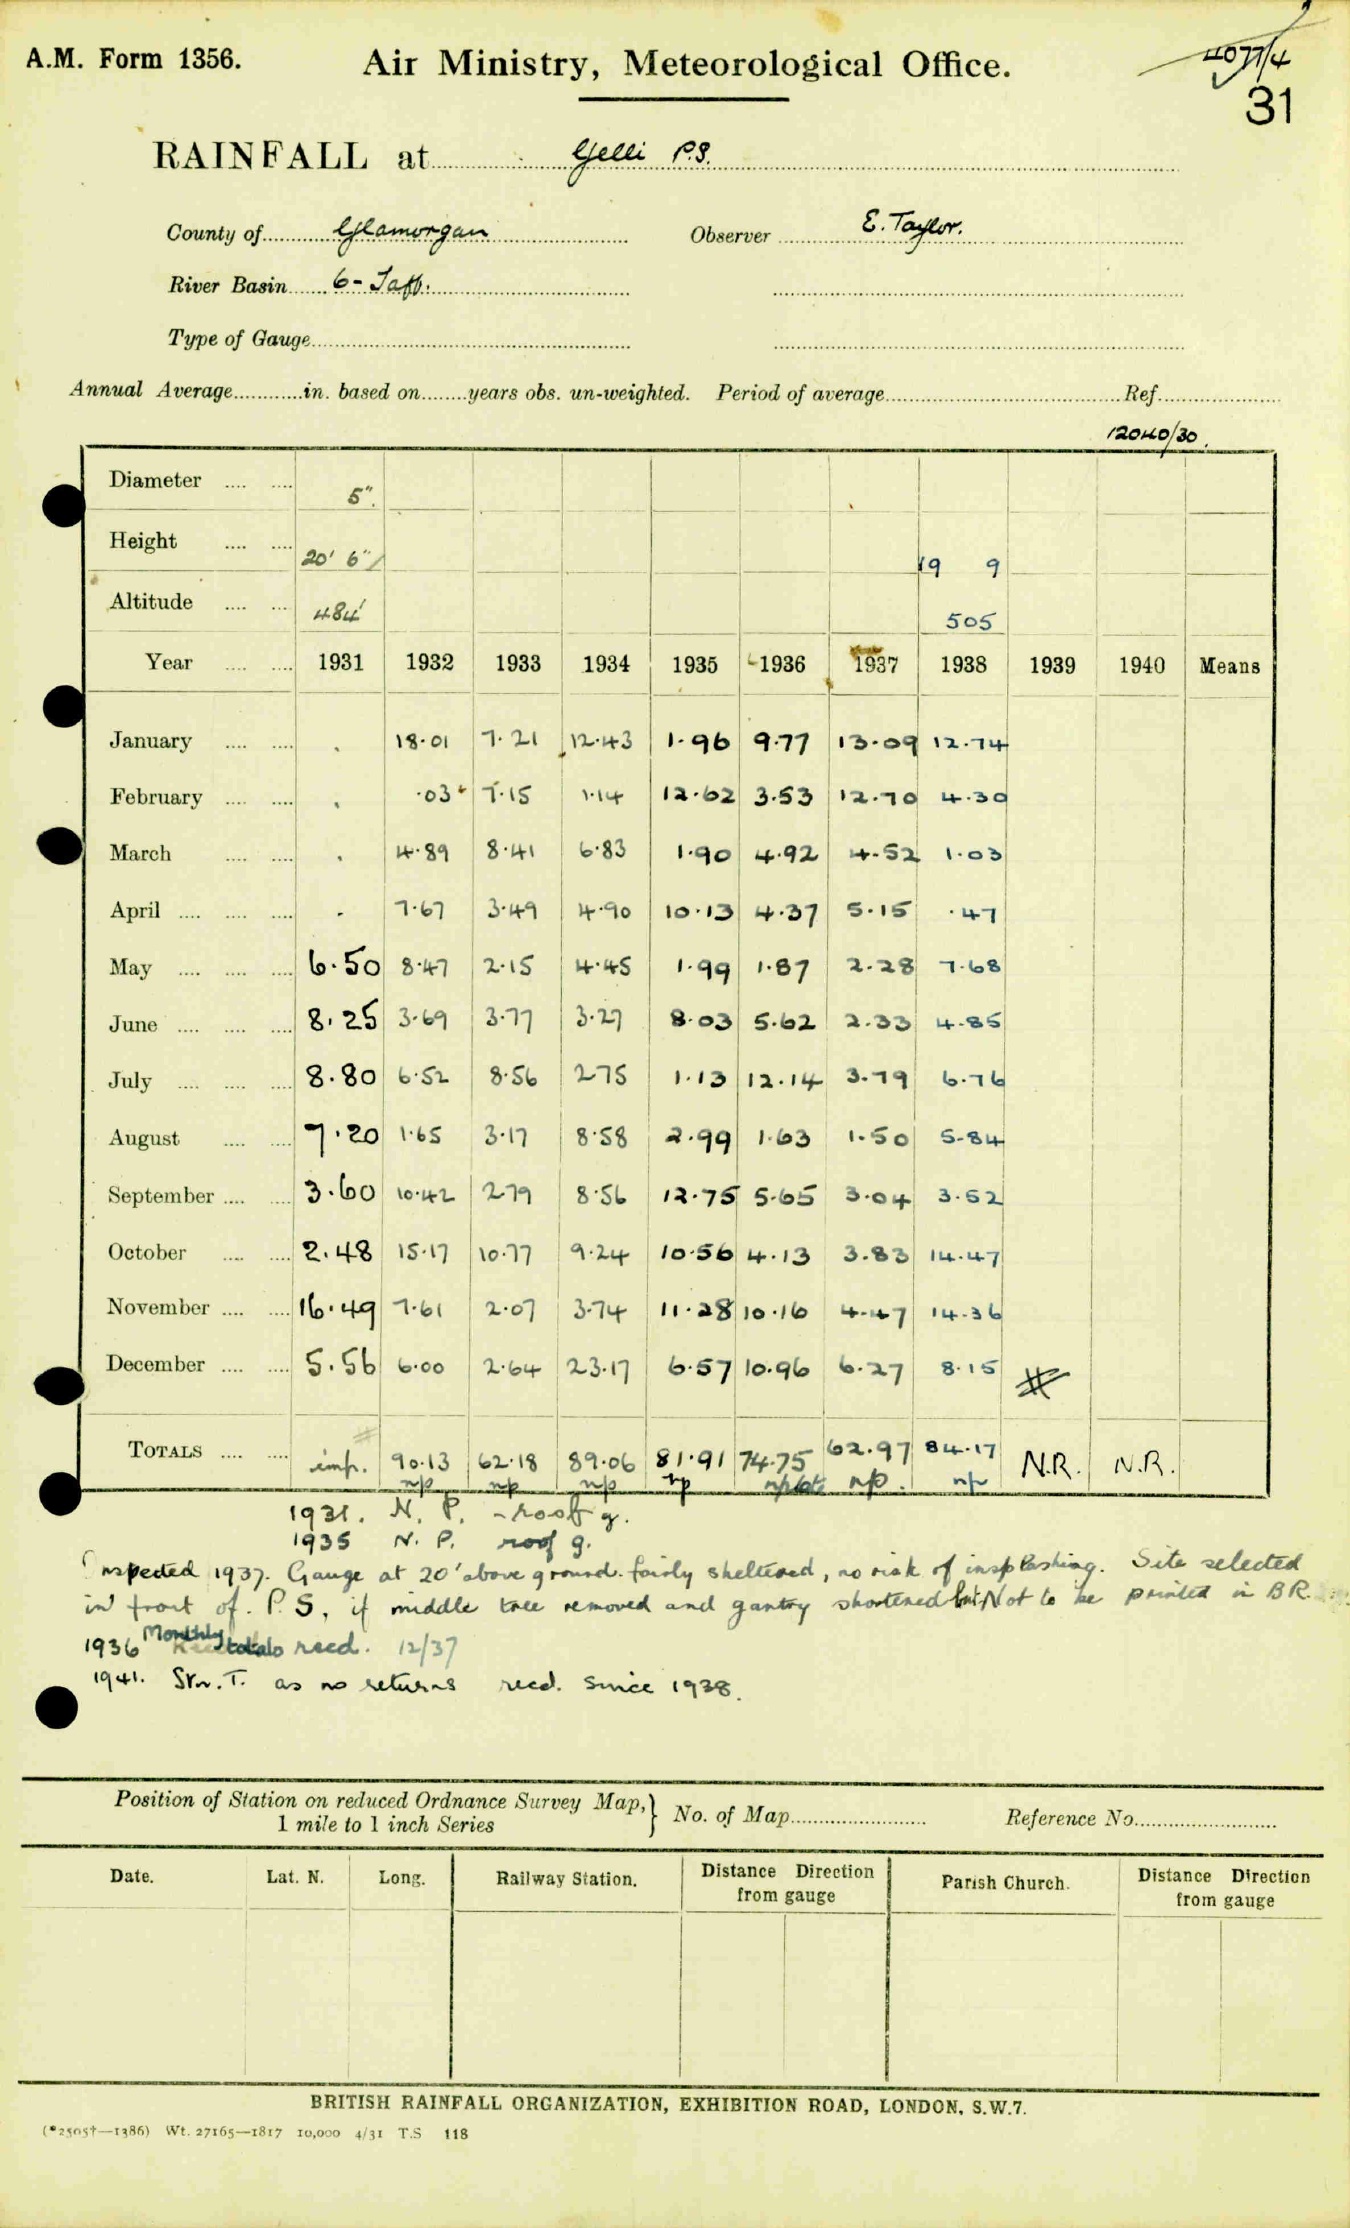 A.M. Form 1356.
Air Ministry, Meteorological Office.
4077/4
31
RAINFALL at Gelli P.S.
County of Glamorgan Observer E. Taylor.
River Basin 6 - Taff.
Type of Gauge
Annual Average in. based on years obs. un-weighted. Period of average Ref.
12040/30.
Diameter 5".
Height 20' 6" 19 9
Altitude 484' 505
Year 1931 1932 1933 1934 1935 1936 1937 1938 1939 1940 Means
January . 18.01 7.21 12.43 1.96 9.77 13.09 12.74
February . .03 7.15 1.14 12.62 3.53 12.70 4.30
March . 4.89 8.41 6.83 1.90 4.92 4.52 1.03
April . 7.67 3.49 4.90 10.13 4.37 5.15 .47
May 6.50 8.47 2.15 4.45 1.99 1.87 2.28 7.68
June 8.25 3.69 3.77 3.27 8.03 5.62 2.33 4.85
July 8.80 6.52 8.56 2.75 1.13 12.14 3.79 6.76
August 7.20 1.65 3.17 8.58 2.99 1.63 1.50 5.84
September 3.60 10.42 2.79 8.56 12.75 5.65 3.04 3.52
October 2.48 15.17 10.77 9.24 10.56 4.13 3.83 14.47
November 16.49 7.61 2.07 3.74 11.28 10.16 4.47 14.36
December 5.56 6.00 2.64 23.17 6.57 10.96 6.27 8.15
TOTALS imp. 90.13 62.18 89.06 81.91 74.75 62.97 84.17 N.R. N.R.
np np np np np np
1931. N. P. - roof g.
1935 N. P. roof g.
Inspected 1937. Gauge at 20' above ground. fairly sheltered, no risk of insplashing. Site selected
in front of. P. S, if middle tree removed and gantry shortened but Not to be printed in B R.
1936 Monthly totals recd. 12/37
1941. Str. T. as no returns recd. since 1938.
Position of Station on reduced Ordnance Survey Map, } No. of Map Reference No.
1 mile to 1 inch Series
Date. Lat. N. Long. Railway Station. Distance Direction from gauge Parish Church. Distance Direction from gauge
BRITISH RAINFALL ORGANIZATION, EXHIBITION ROAD, LONDON, S.W.7.
(*2505†—1386) Wt. 27165—1817 10,000 4/31 T.S 118